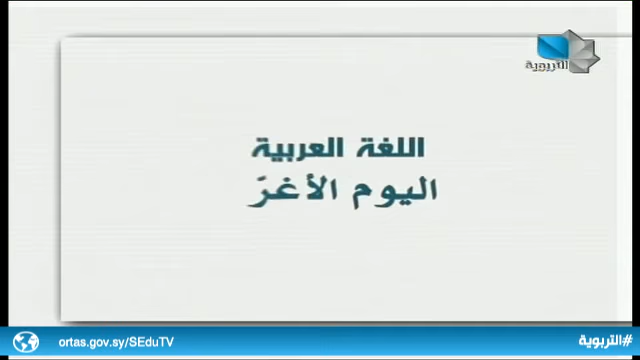 التربوية
اللغة العربية
اليوم الأغرّ
ortas.gov.sy/SEduTV
#التربوية